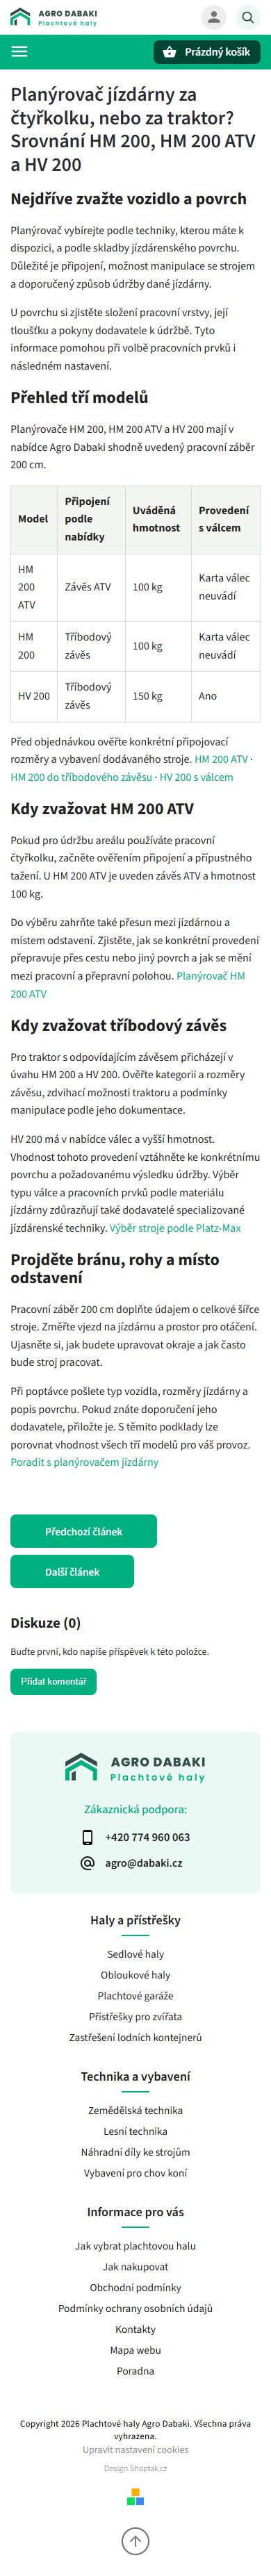 AGRO DABAKI
Plachtové haly
Prázdný košík
Plánovač jízdárny za
čtyřkolku, nebo za traktor?
Srovnání HM 200, HM 200 ATV
a HV 200
Nejdříve zvažte vozidlo a povrch
Planýrovač vybírejte podle techniky, kterou máte k
dispozici, a podle skladby jízdárenského povrchu.
Důležité je připojení, možnost manipulace se strojem
a doporučený způsob údržby dané jízdárny.
U povrchu si zjistěte složení pracovní vrstvy, její
tloušťku a pokyny dodavatele k údržbě. Tyto
informace pomohou při volbě pracovních prvků i
následném nastavení.
Přehled tří modelů
Planýrovače HM 200, HM 200 ATV a HV 200 mají v
nabídce Agro Dabaki shodně uvedený pracovní záběr
200 cm.
Model
Připojení
podle
nabídky
Uváděná
hmotnost
Provedení
s válcem
HM
200
ATV
Závěs ATV
100 kg
Karta válec
neuvádí
HM
200
Tříbodový
závěs
100 kg
Karta válec
neuvádí
HV 200
Tříbodový
závěs
150 kg
Ano
Před objednávkou ověřte konkrétní připojovací
rozměry a vybavení dodávaného stroje. HM 200 ATV ·
HM 200 do tříbodového závěsu · HV 200 s válcem
Kdy zvažovat HM 200 ATV
Pokud pro údržbu areálu používáte pracovní
čtyřkolku, začněte ověřením připojení a přípustného
tažení. U HM 200 ATV je uveden závěs ATV a hmotnost
100 kg.
Do výběru zahrňte také přesun mezi jízdárnou a
místem odstavení. Zjistěte, jak se konkrétní provedení
přepravuje přes cestu nebo jiný povrch a jak se mění
mezi pracovní a přepravní polohou. Planýrovač HM
200 ATV
Kdy zvažovat tříbodový závěs
Pro traktor s odpovídajícím závěsem přicházejí v
úvahu HM 200 a HV 200. Ověřte kategorii a rozměry
závěsu, zdvihací možnosti traktoru a podmínky
manipulace podle jeho dokumentace.
HV 200 má v nabídce válec a vyšší hmotnost.
Vhodnost tohoto provedení vztáhněte ke konkrétnímu
povrchu a požadovanému výsledku údržby. Výběr
typu válce a pracovních prvků podle materiálu
jízdárny zdůrazňují také dodavatelé specializované
jízdárenské techniky. Výběr stroje podle Platz-Max
Projděte bránu, rohy a místo
odstavení
Pracovní záběr 200 cm doplňte údajem o celkové šířce
stroje. Změřte vjezd na jízdárnu a prostor pro otáčení.
Ujasněte si, jak budete upravovat okraje a jak často
bude stroj pracovat.
Při poptávce pošlete typ vozidla, rozměry jízdárny a
popis povrchu. Pokud znáte doporučení jeho
dodavatele, přiložte je. S těmito podklady lze
porovnat vhodnost všech tří modelů pro váš provoz.
Poradit s planýrovačem jízdárny
Předchozí článek
Další článek
Diskuze (0)
Buďte první, kdo napíše příspěvek k této položce.
Přidat komentář
AGRO DABAKI
Plachtové haly
Zákaznická podpora:
+420 774 960 063
agro@dabaki.cz
Haly a přístřešky
Sedlové haly
Obloukové haly
Plachtové garáže
Přístřešky pro zvířata
Zastřešení lodních kontejnerů
Technika a vybavení
Zemědělská technika
Lesní technika
Náhradní díly ke strojům
Vybavení pro chov koní
Informace pro vás
Jak vybrat plachtovou halu
Jak nakupovat
Obchodní podmínky
Podmínky ochrany osobních údajů
Kontakty
Mapa webu
Poradna
Copyright 2026 Plachtové haly Agro Dabaki. Všechna práva
vyhrazena.
Upravit nastavení cookies
Design Shoptak.cz